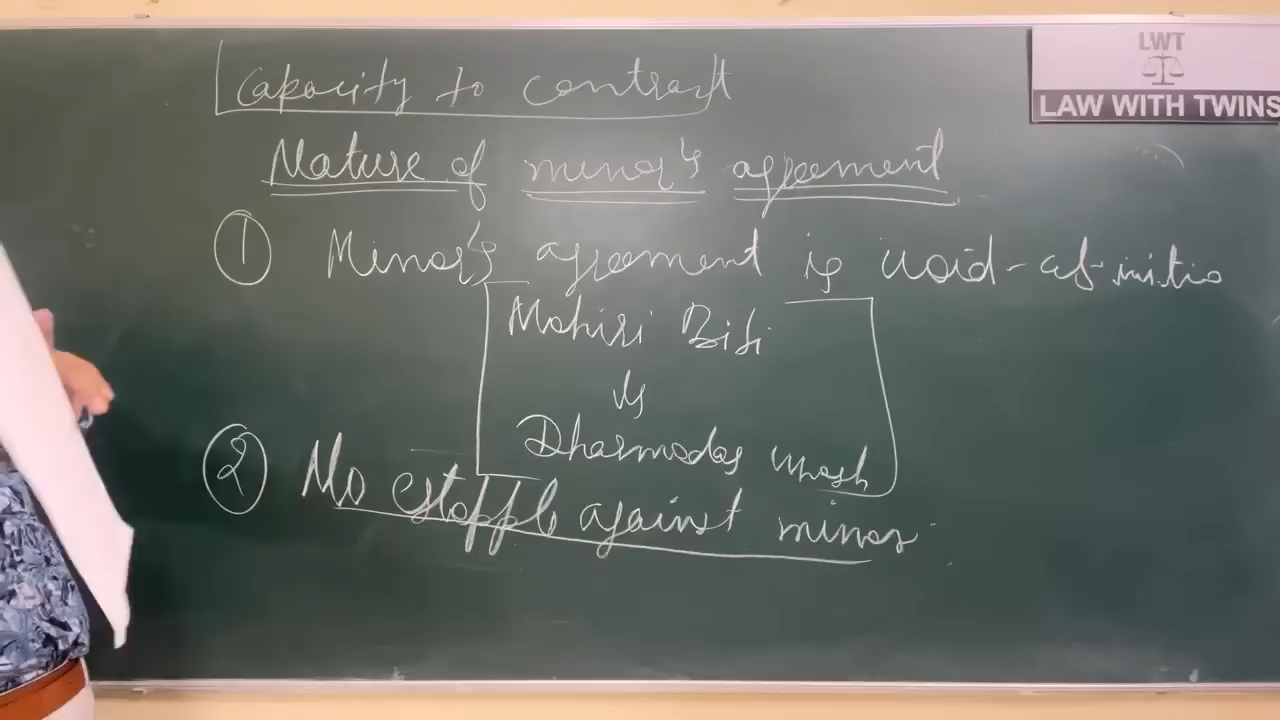 LWT
LAW WITH TWINS
Capacity to contract
Nature of minor's agreement
① Minor's agreement is void-ab-initio
Mohiri Bibi
Vs
Dharmodas Ghosh
② No estopple against minor